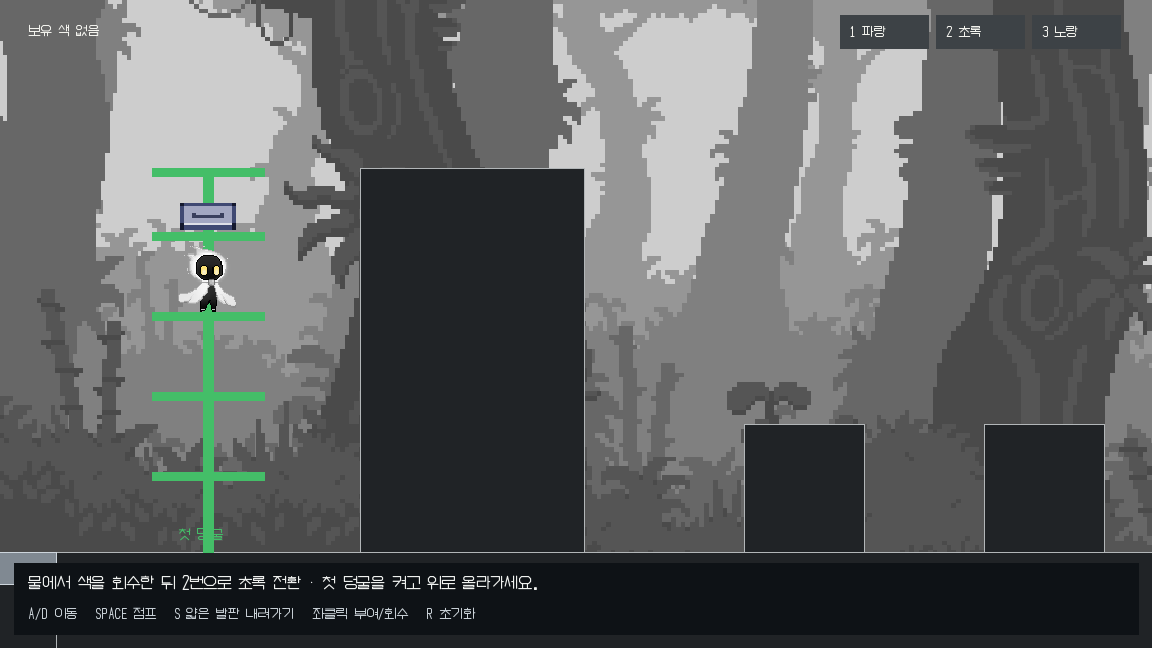 보유 색 없음
1 파랑
2 초록
3 노랑
첫 덩굴
물에서 색을 회수한 뒤 2번으로 초록 전환 · 첫 덩굴을 켜고 위로 올라가세요.
A/D 이동 SPACE 점프 S 얇은 발판 내려가기 좌클릭 부여/회수 R 초기화